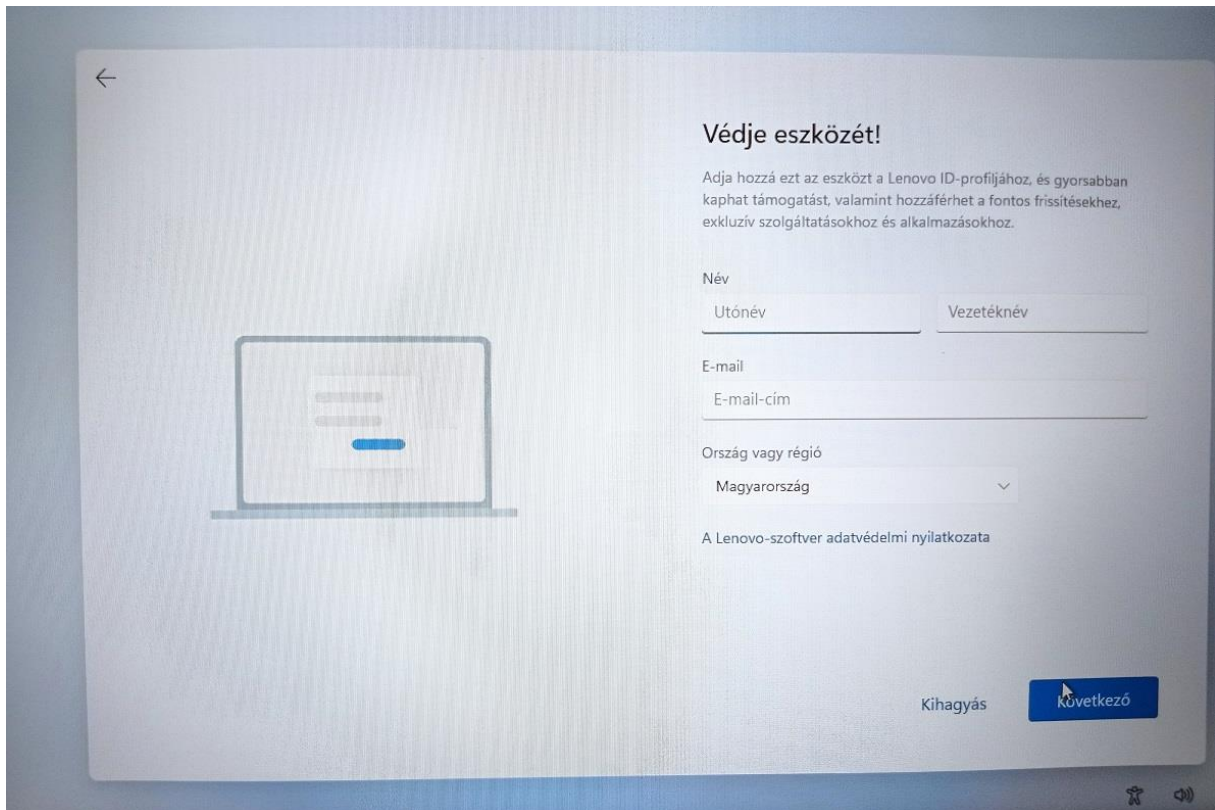 Védje eszközét!
Adja hozzá ezt az eszközt a Lenovo ID-profiljához, és gyorsabban
kaphat támogatást, valamint hozzáférhet a fontos frissítésekhez,
exkluzív szolgáltatásokhoz és alkalmazásokhoz.
Név
Utónév Vezetéknév
E-mail
E-mail-cím
Ország vagy régió
Magyarország
A Lenovo-szoftver adatvédelmi nyilatkozata
Kihagyás Következő